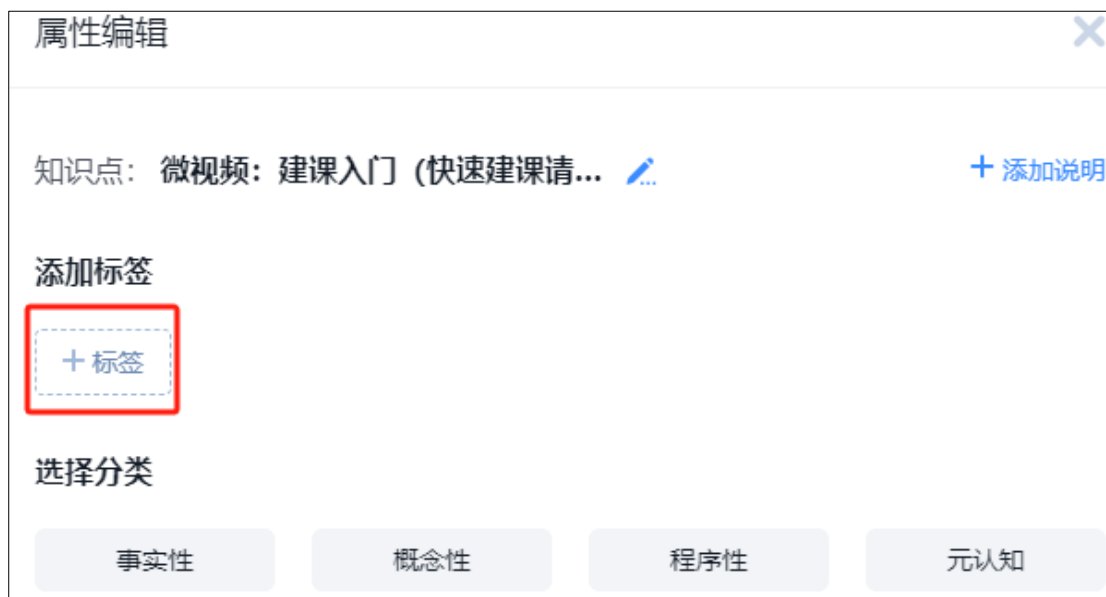 属性编辑
知识点：微视频：建课入门（快速建课请...
+ 添加说明
添加标签
+ 标签
选择分类
事实性 概念性 程序性 元认知